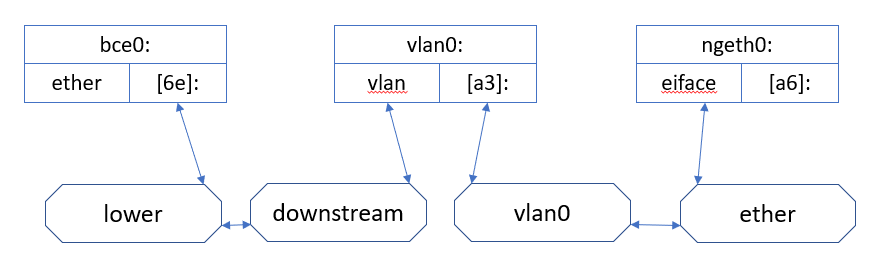 bce0:
vlan0:
ngeth0:
ether
[6e]:
vlan
[a3]:
eiface
[a6]:
lower
downstream
vlan0
ether